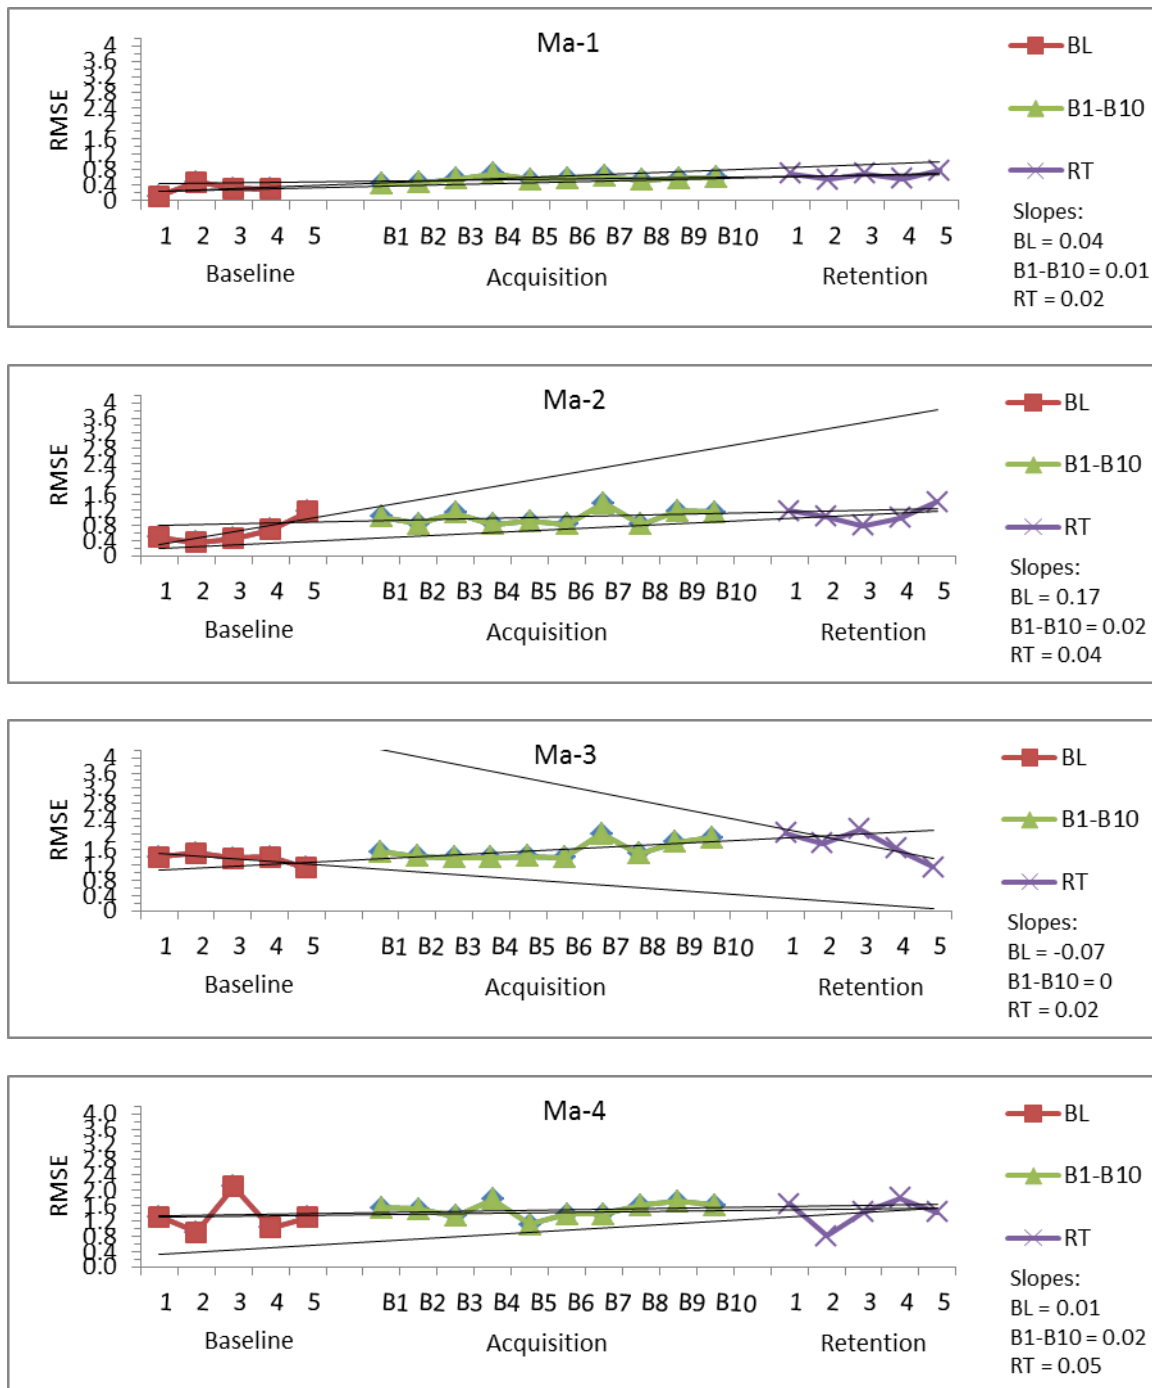 Ma-1
RMSE
4
3.6
3.2
2.8
2.4
2
1.6
1.2
0.8
0.4
0
1 2 3 4 5 B1 B2 B3 B4 B5 B6 B7 B8 B9 B10 1 2 3 4 5
Baseline Acquisition Retention
BL
B1-B10
RT
Slopes:
BL = 0.04
B1-B10 = 0.01
RT = 0.02
Ma-2
RMSE
4
3.6
3.2
2.8
2.4
2
1.6
1.2
0.8
0.4
0
1 2 3 4 5 B1 B2 B3 B4 B5 B6 B7 B8 B9 B10 1 2 3 4 5
Baseline Acquisition Retention
BL
B1-B10
RT
Slopes:
BL = 0.17
B1-B10 = 0.02
RT = 0.04
Ma-3
RMSE
4
3.6
3.2
2.8
2.4
2
1.6
1.2
0.8
0.4
0
1 2 3 4 5 B1 B2 B3 B4 B5 B6 B7 B8 B9 B10 1 2 3 4 5
Baseline Acquisition Retention
BL
B1-B10
RT
Slopes:
BL = -0.07
B1-B10 = 0
RT = 0.02
Ma-4
RMSE
4.0
3.6
3.2
2.8
2.4
2.0
1.6
1.2
0.8
0.4
0.0
1 2 3 4 5 B1 B2 B3 B4 B5 B6 B7 B8 B9 B10 1 2 3 4 5
Baseline Acquisition Retention
BL
B1-B10
RT
Slopes:
BL = 0.01
B1-B10 = 0.02
RT = 0.05